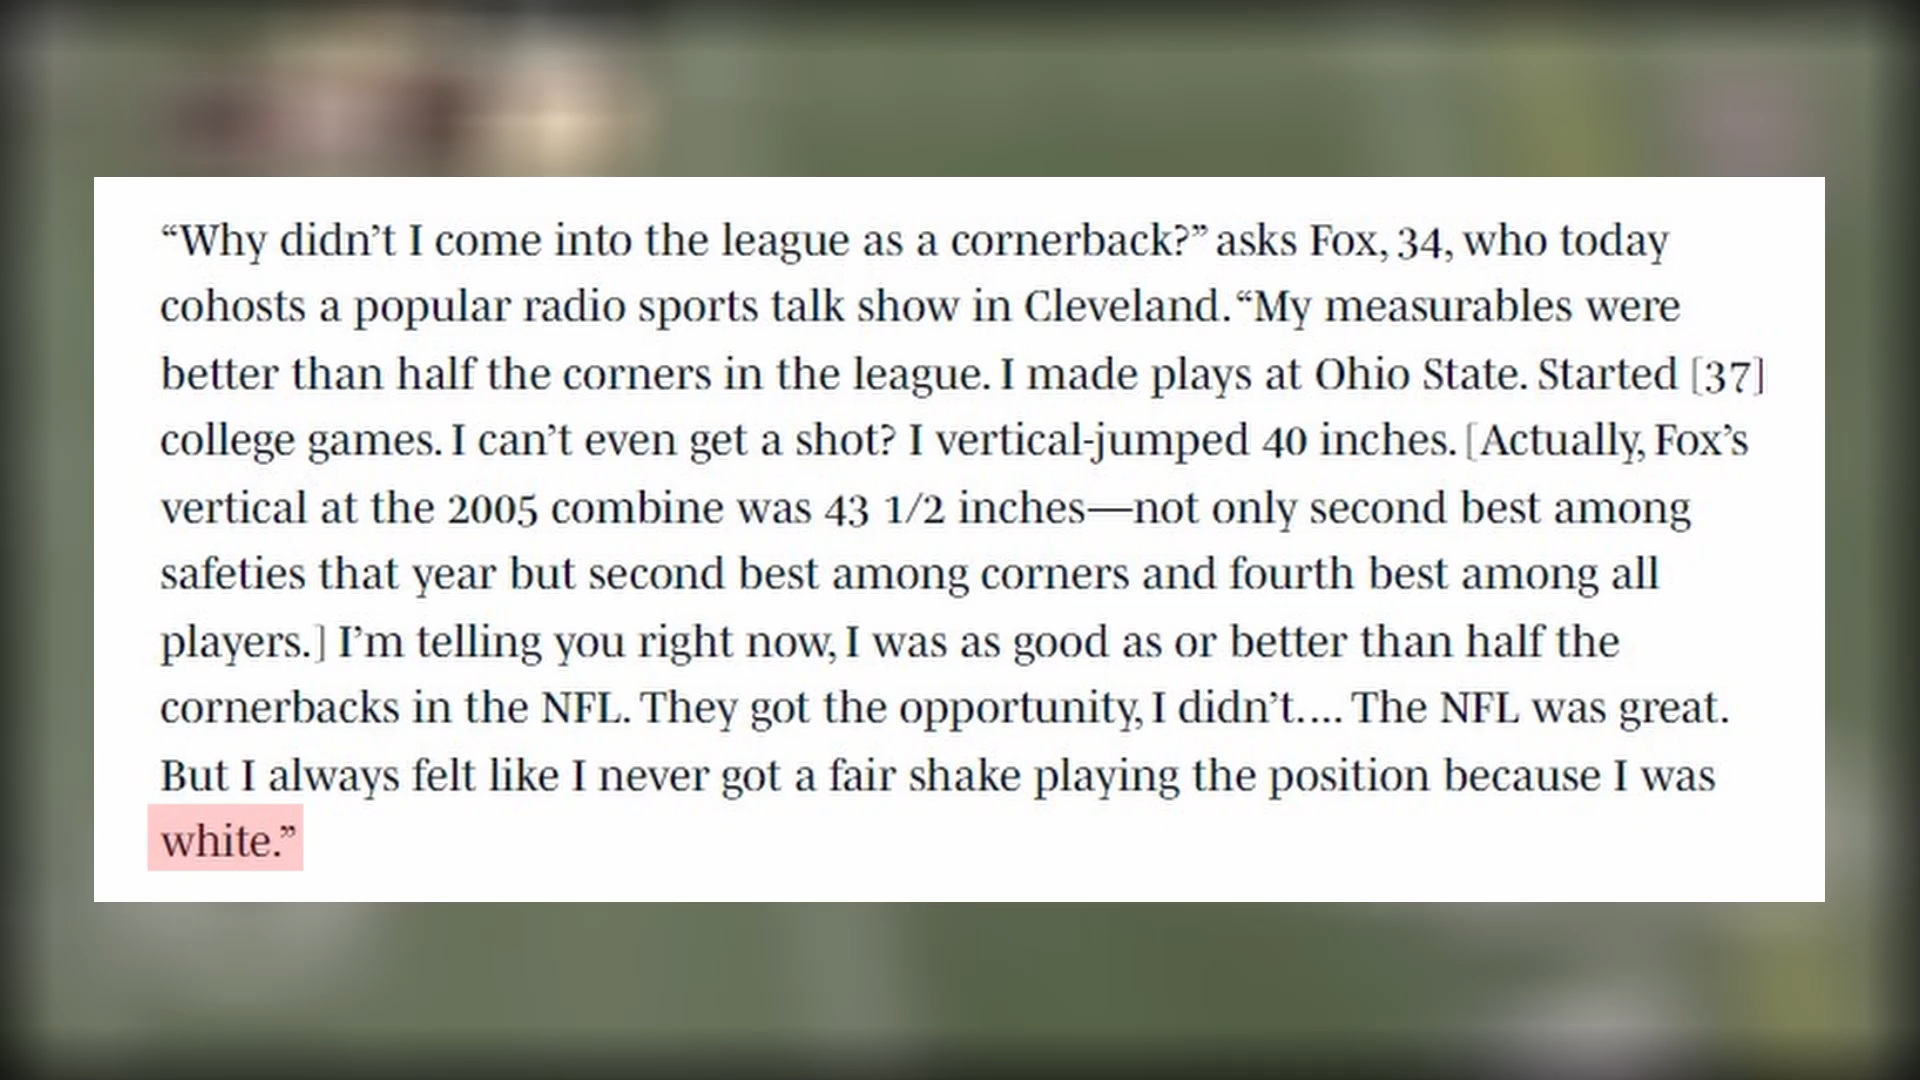 “Why didn’t I come into the league as a cornerback?” asks Fox, 34, who today
cohosts a popular radio sports talk show in Cleveland. “My measurables were
better than half the corners in the league. I made plays at Ohio State. Started [37]
college games. I can’t even get a shot? I vertical-jumped 40 inches. [Actually, Fox’s
vertical at the 2005 combine was 43 1/2 inches—not only second best among
safeties that year but second best among corners and fourth best among all
players.] I’m telling you right now, I was as good as or better than half the
cornerbacks in the NFL. They got the opportunity, I didn’t.... The NFL was great.
But I always felt like I never got a fair shake playing the position because I was
white.”